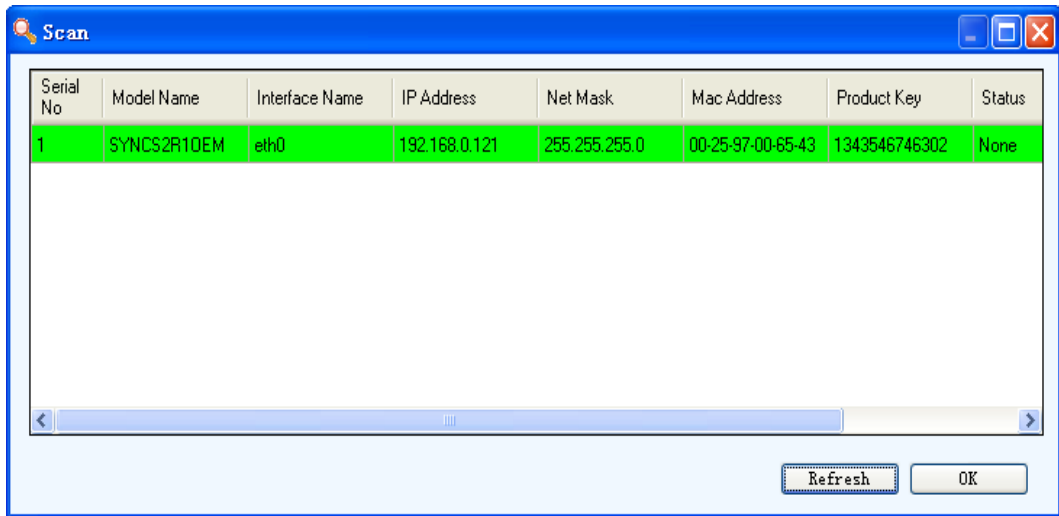 Scan
Serial No Model Name Interface Name IP Address Net Mask Mac Address Product Key Status
1 SYNCS2R1OEM eth0 192.168.0.121 255.255.255.0 00-25-97-00-65-43 1343546746302 None
Refresh OK